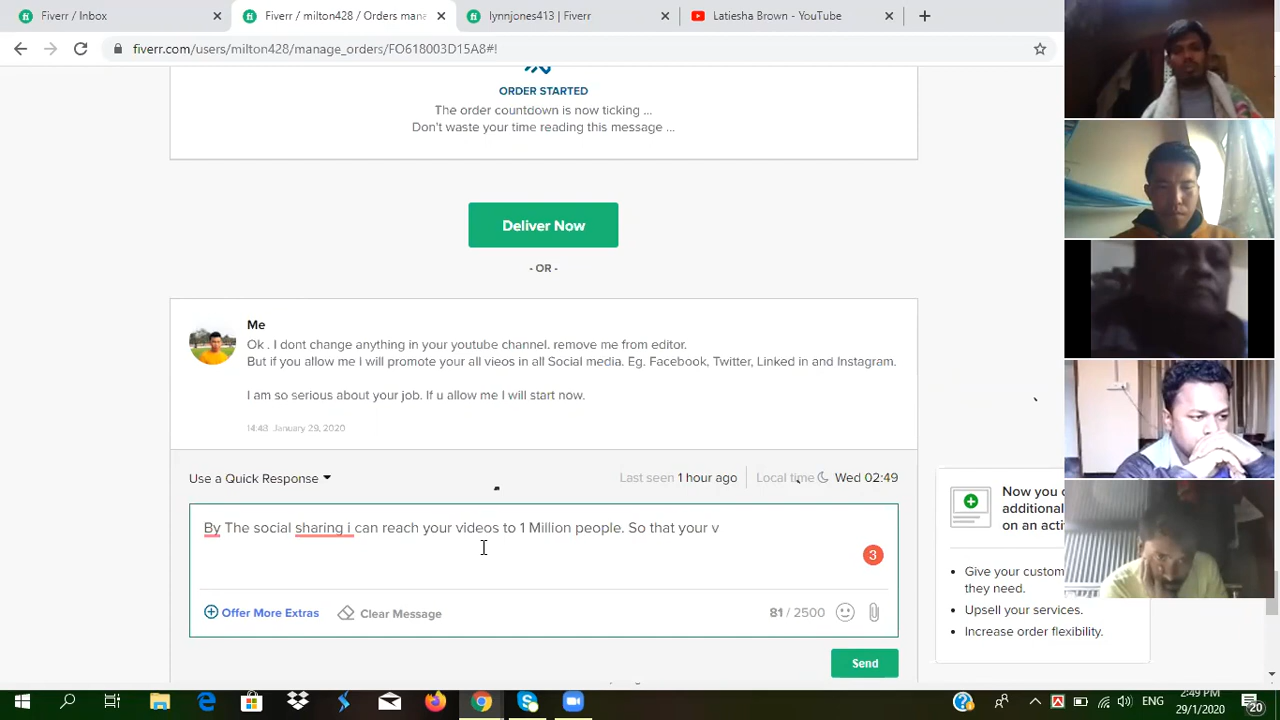 Fiverr / Inbox
Fiverr / milton428 / Orders mana
lynnjones413 | Fiverr
Latiesha Brown - YouTube
fiverr.com/users/milton428/manage_orders/FO618003D15A8#!
ORDER STARTED
The order countdown is now ticking ...
Don't waste your time reading this message ...
Deliver Now
- OR -
Me
Ok . I dont change anything in your youtube channel. remove me from editor.
But if you allow me I will promote your all vieos in all Social media. Eg. Facebook, Twitter, Linked in and Instagram.
I am so serious about your job. If u allow me I will start now.
14:48 January 29, 2020
Use a Quick Response
Last seen 1 hour ago
Local time Wed 02:49
By The social sharing i can reach your videos to 1 Million people. So that your v
3
Offer More Extras
Clear Message
81 / 2500
Send
Now you c
additional
on an acti
Give your custom
they need.
Upsell your services.
Increase order flexibility.
ENG
2:49 PM
29/1/2020
20